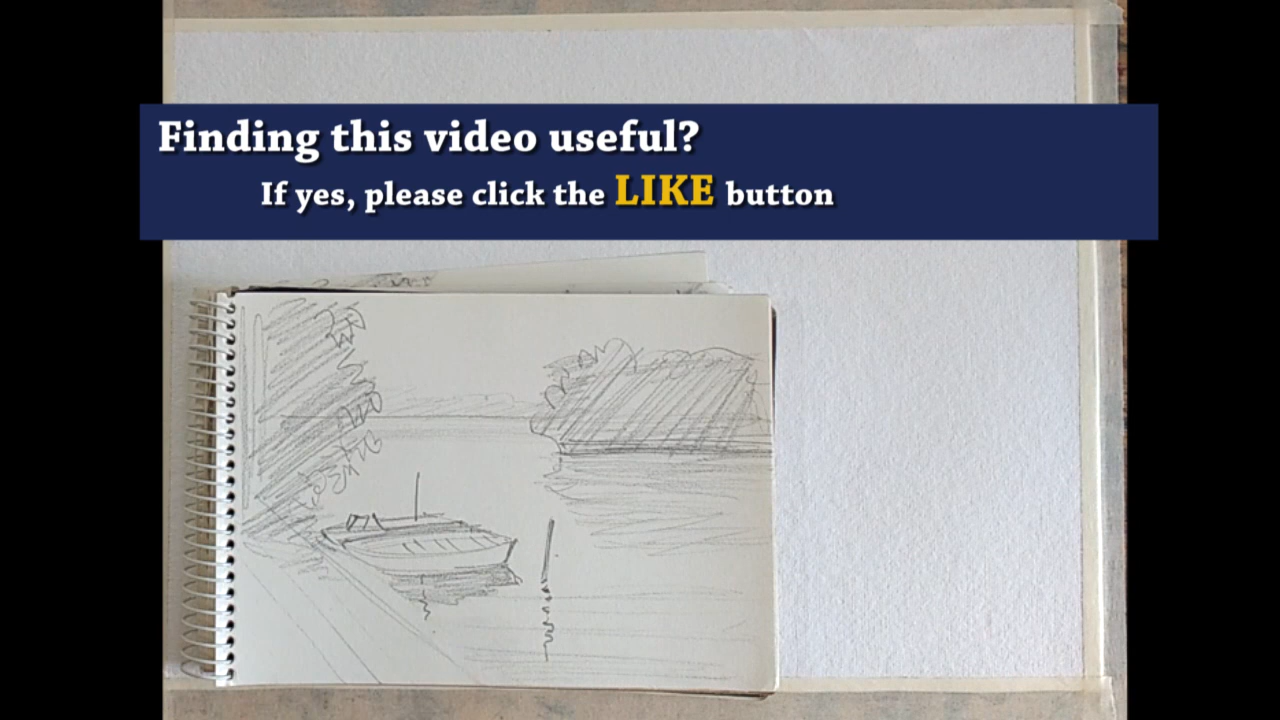 Finding this video useful?
If yes, please click the LIKE button